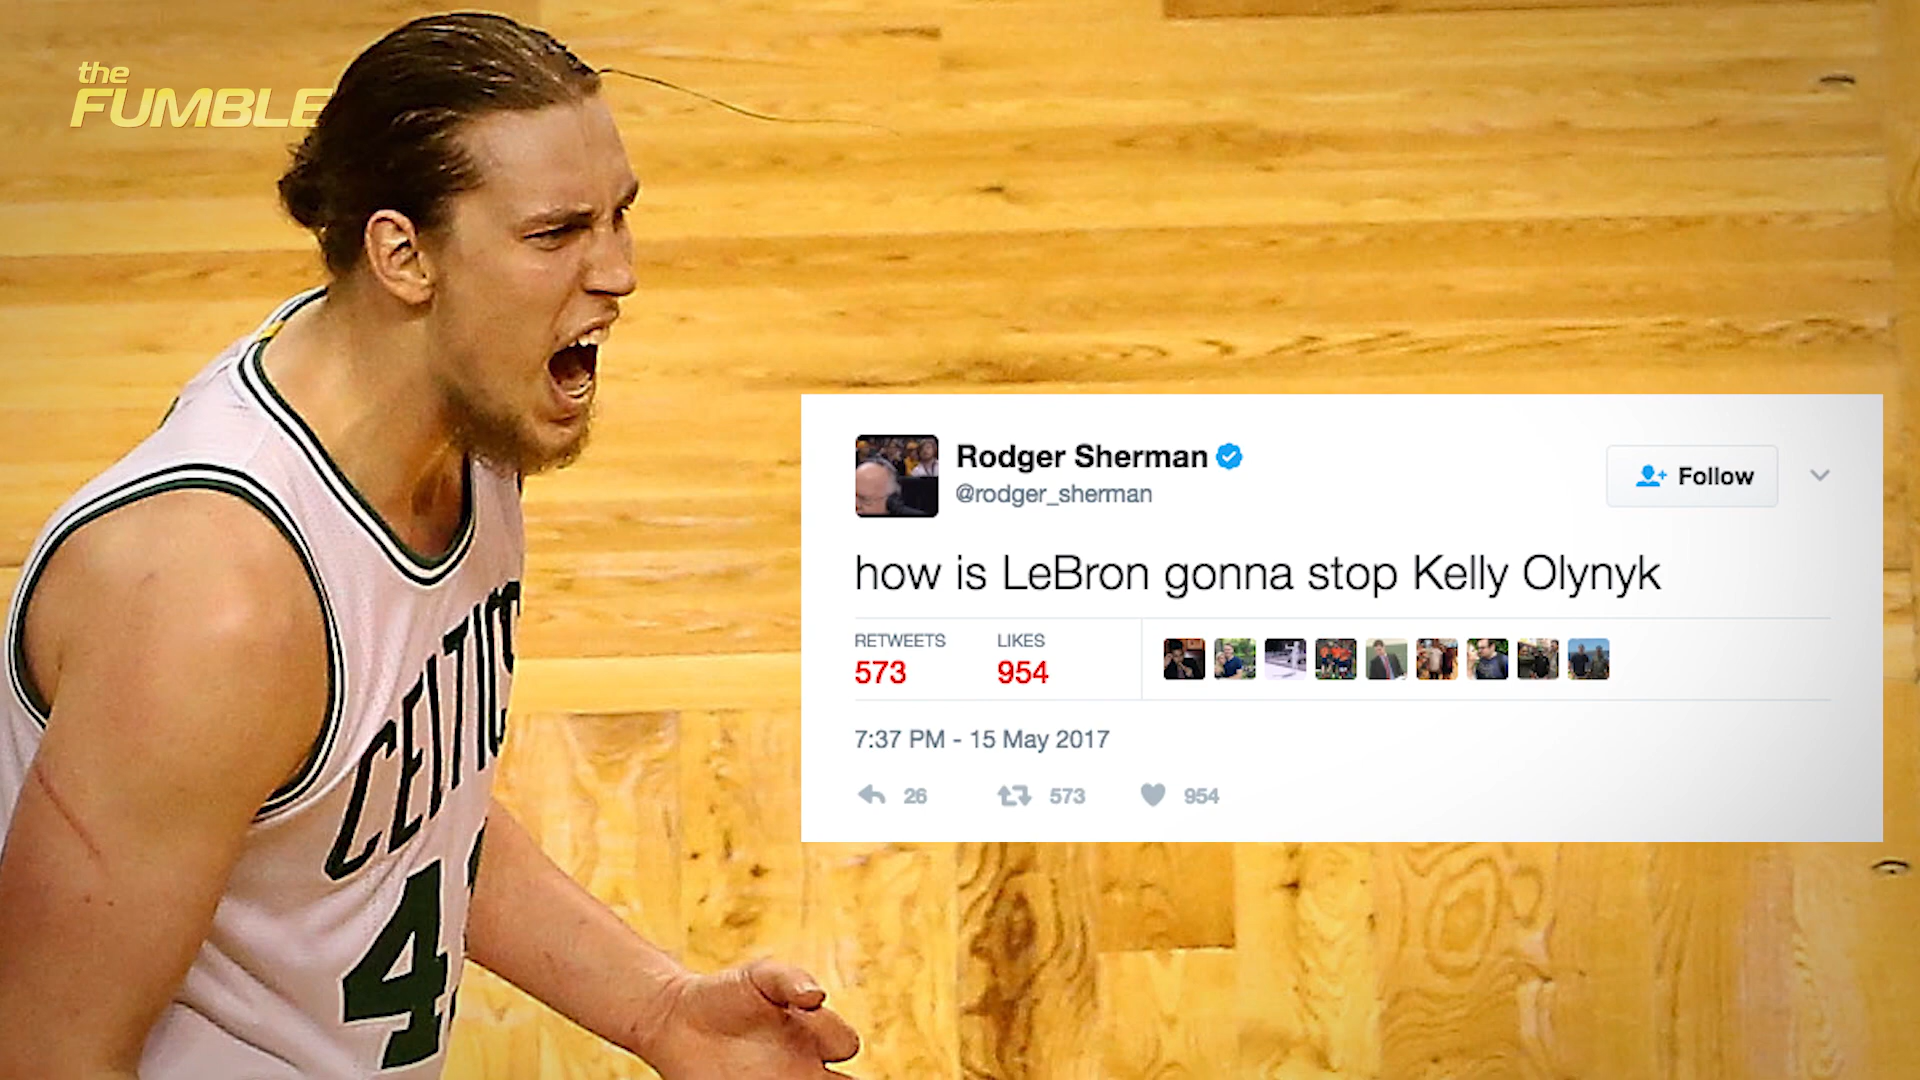 the
FUMBLE
Rodger Sherman
@rodger_sherman
Follow
how is LeBron gonna stop Kelly Olynyk
RETWEETS LIKES
573 954
7:37 PM - 15 May 2017
26 573 954
CELTICS
41